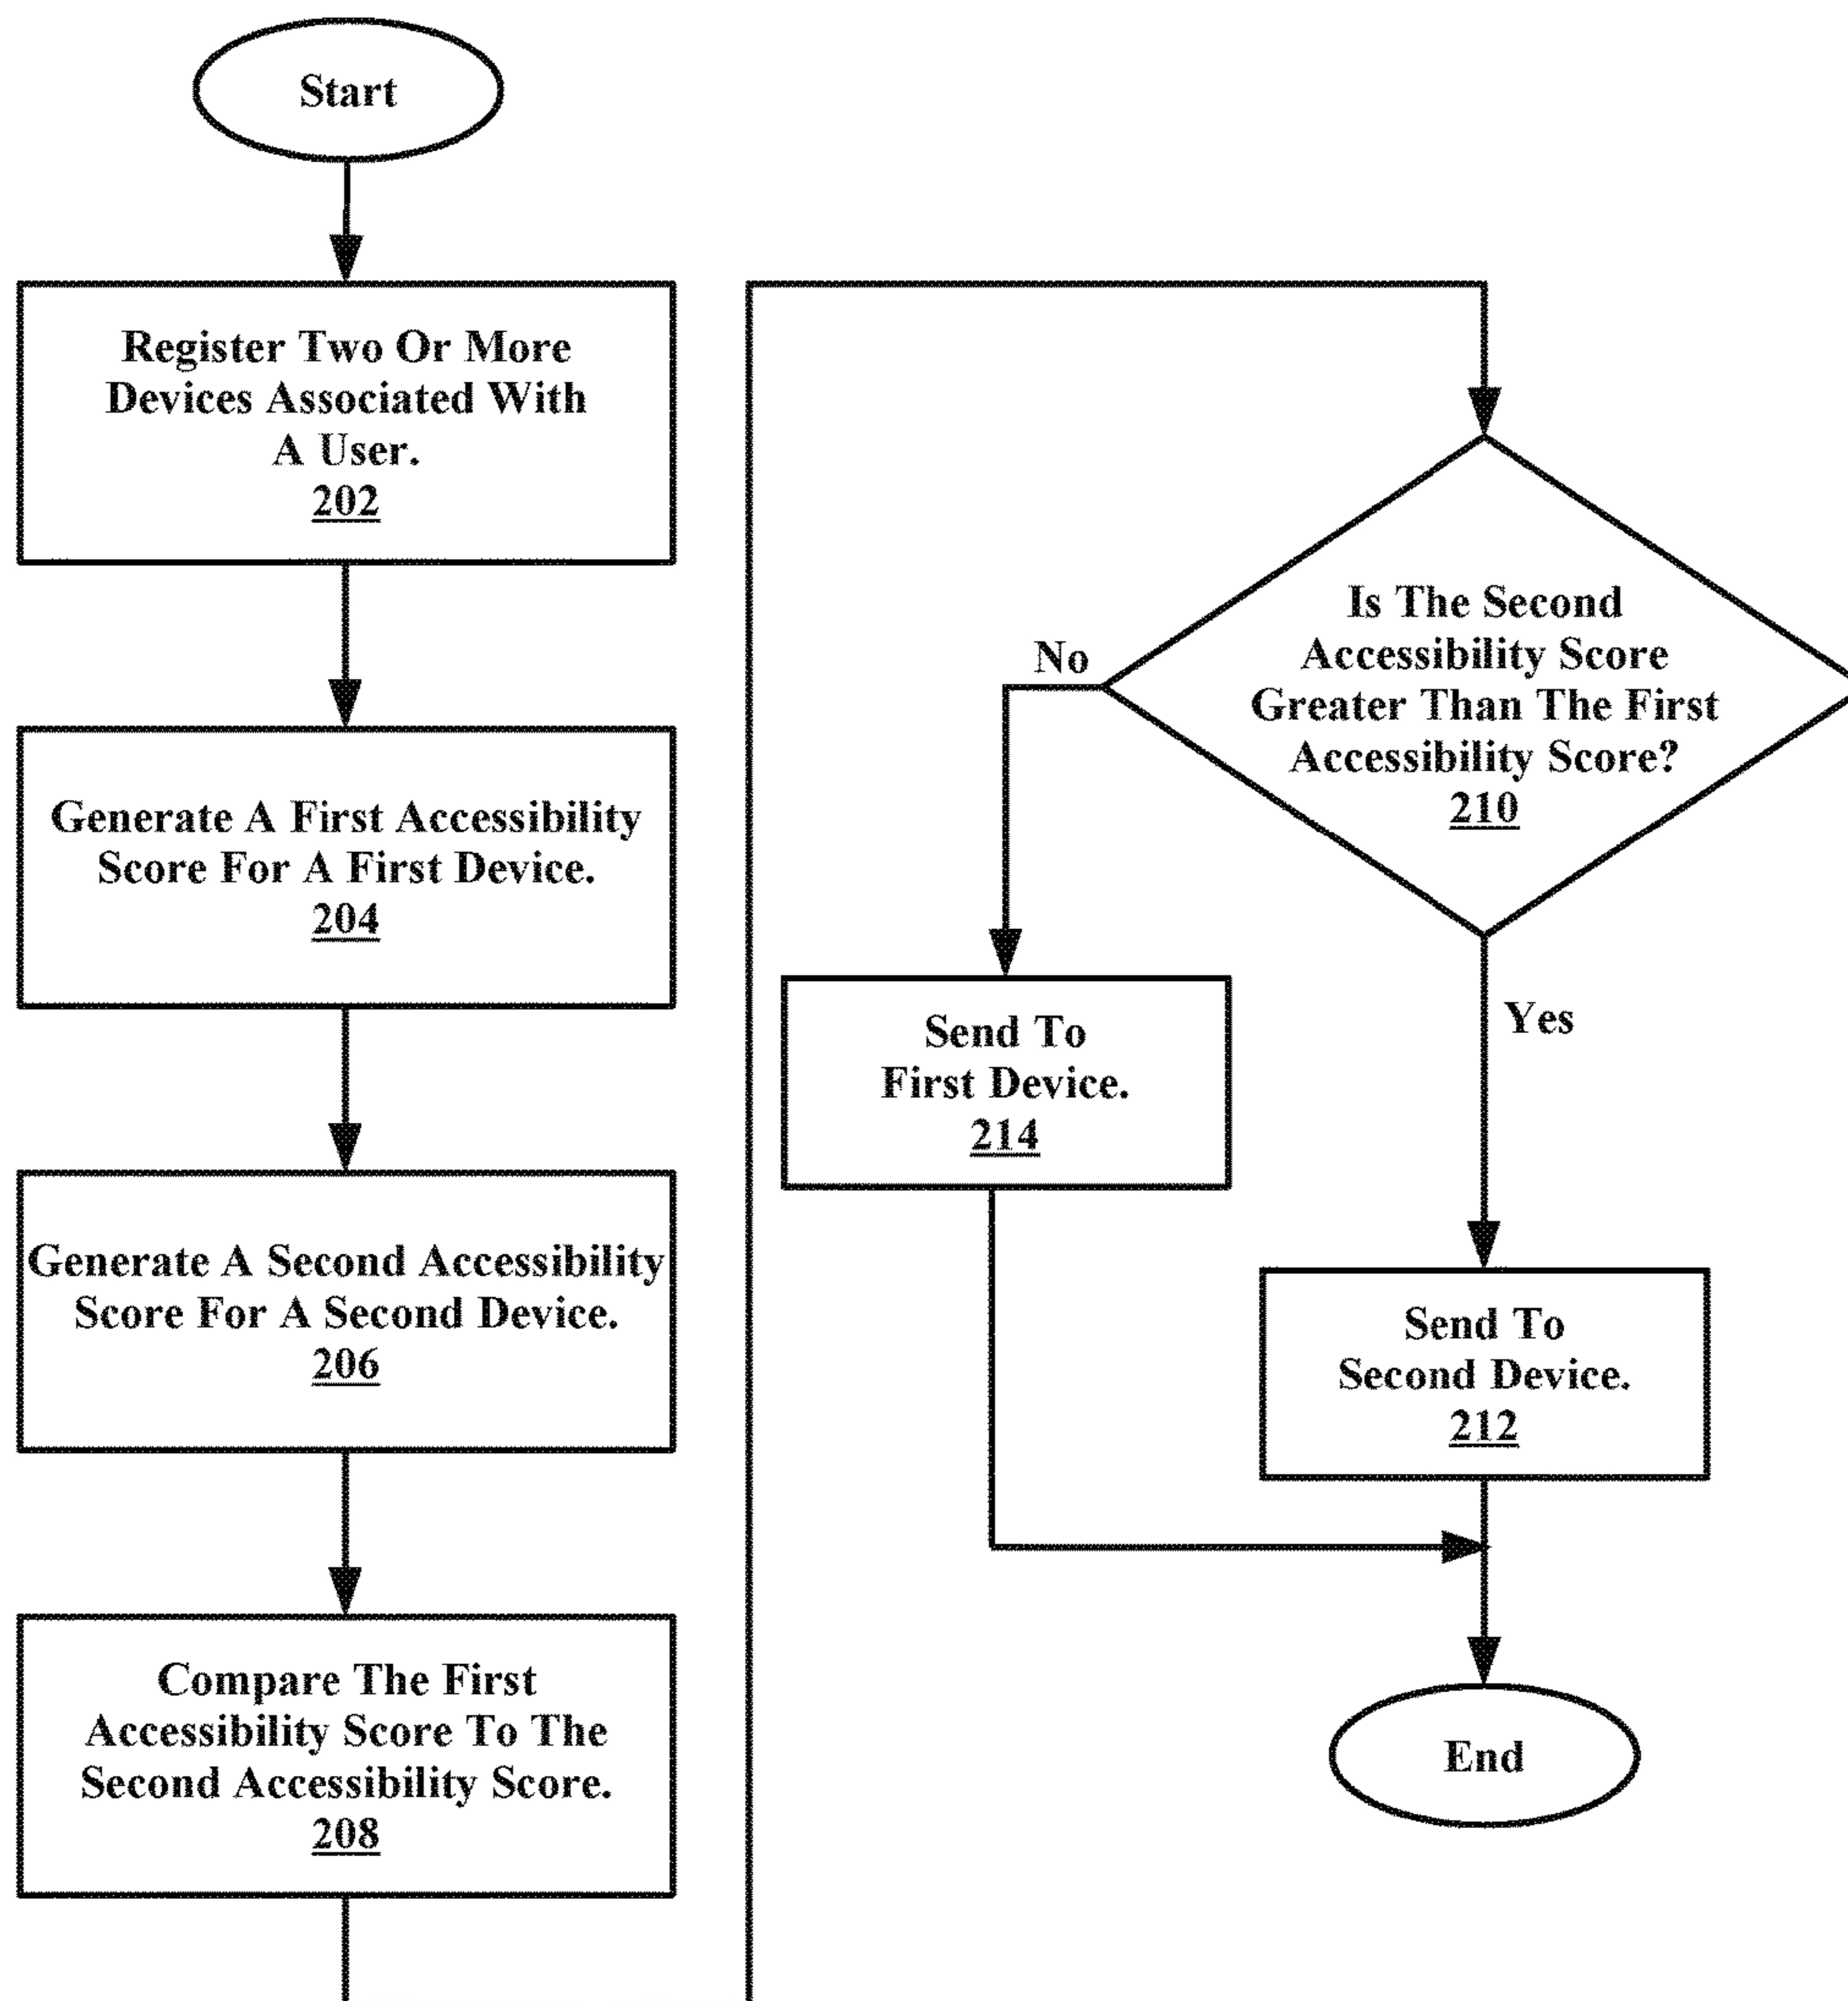 Start
Register Two Or More
Devices Associated With
A User.
202
Generate A First Accessibility
Score For A First Device.
204
Generate A Second Accessibility
Score For A Second Device.
206
Compare The First
Accessibility Score To The
Second Accessibility Score.
208
Is The Second
Accessibility Score
Greater Than The First
Accessibility Score?
210
No
Yes
Send To
First Device.
214
Send To
Second Device.
212
End